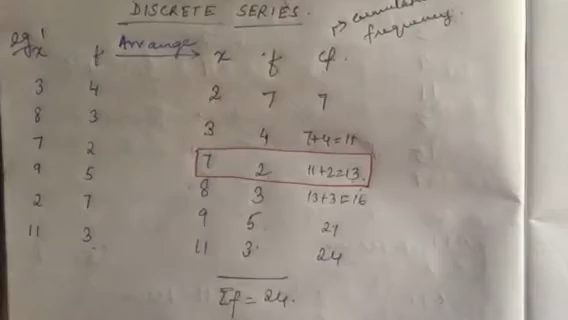 DISCRETE SERIES.
→ cumulative frequency.
eg 1
x f Arrange x f cf.
3 4 2 7 7
8 3 3 4 7+4=11
7 2 7 2 11+2=13.
9 5 8 3 13+3=16
2 7 9 5. 21
11 3 11 3. 24
Σf = 24.